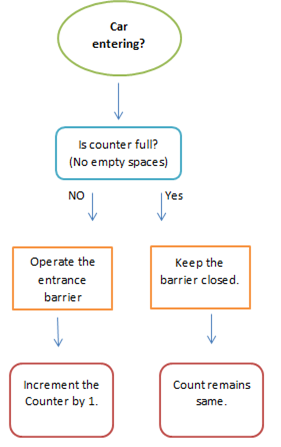 Car
entering?
Is counter full?
(No empty spaces)
NO
Yes
Operate the
entrance
barrier
Keep the
barrier closed.
Increment the
Counter by 1.
Count remains
same.